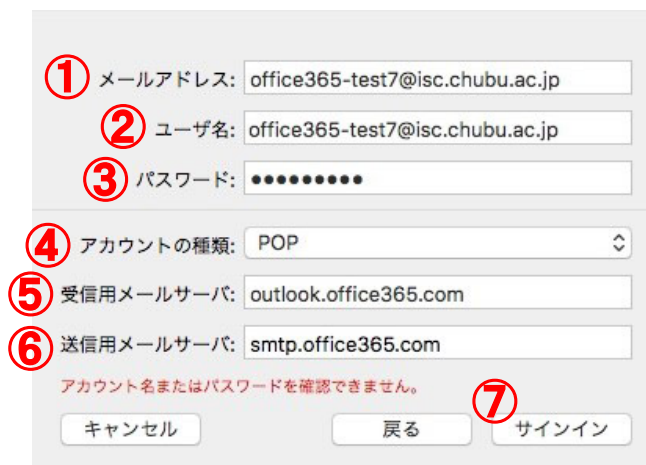 ① メールアドレス: office365-test7@isc.chubu.ac.jp
② ユーザ名: office365-test7@isc.chubu.ac.jp
③ パスワード: ●●●●●●●●●
④ アカウントの種類: POP
⑤ 受信用メールサーバ: outlook.office365.com
⑥ 送信用メールサーバ: smtp.office365.com
アカウント名またはパスワードを確認できません。
キャンセル 戻る ⑦ サインイン